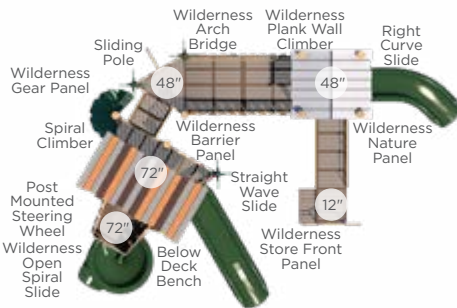 Wilderness
Arch
Bridge
Wilderness
Plank Wall
Climber
Right
Curve
Slide
Sliding
Pole
Wilderness
Gear Panel
48"
48"
Spiral
Climber
Wilderness
Barrier
Panel
Wilderness
Nature
Panel
72"
Straight
Wave
Slide
Post
Mounted
Steering
Wheel
12"
72"
Wilderness
Open
Spiral
Slide
Below
Deck
Bench
Wilderness
Store Front
Panel